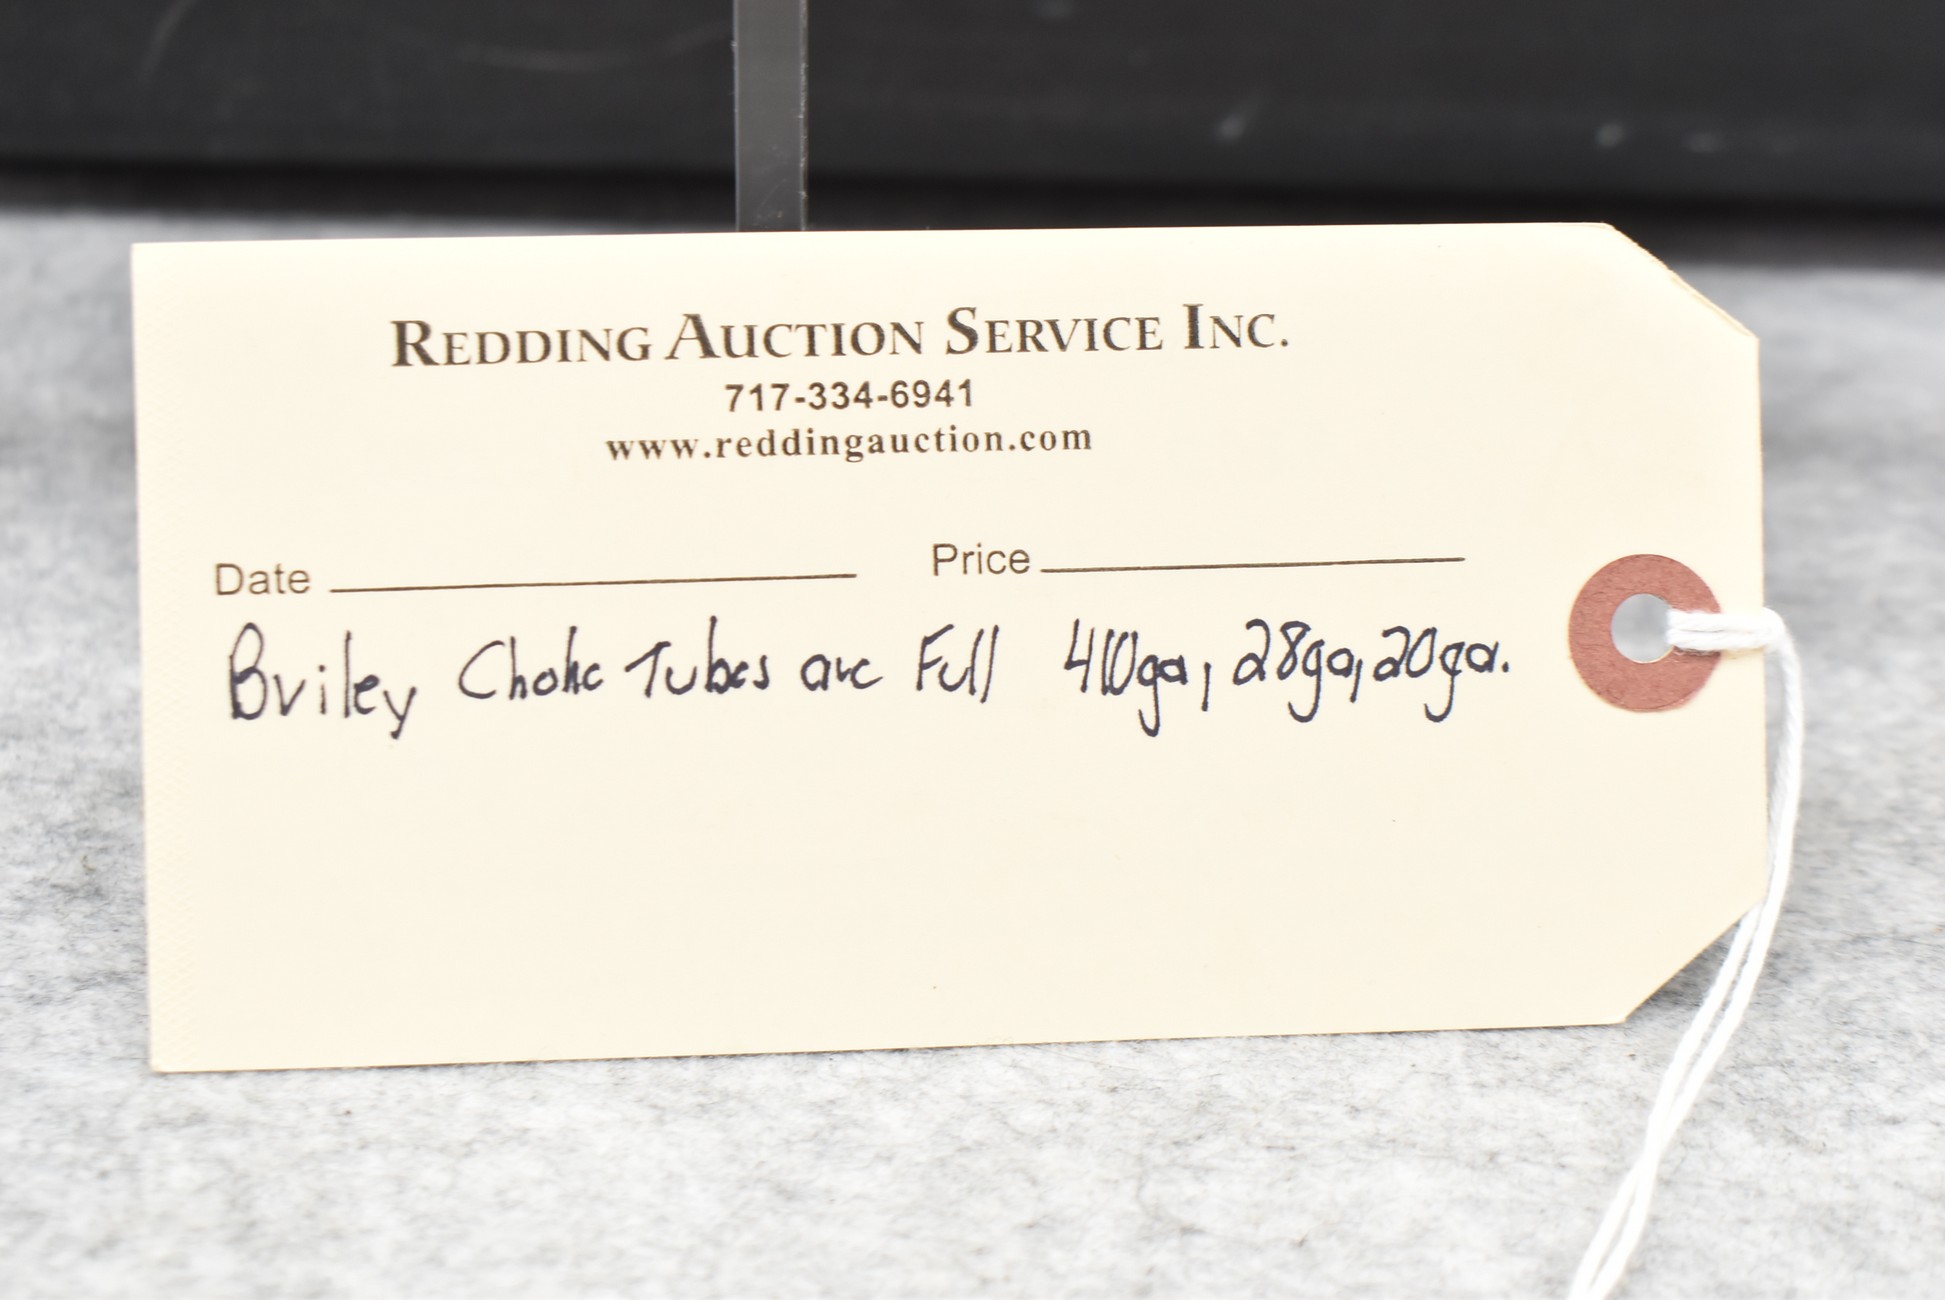 REDDING AUCTION SERVICE INC.
717-334-6941
www.reddingauction.com
Date Price
Briley Choke Tubes are Full 410ga, 28ga, 20ga.